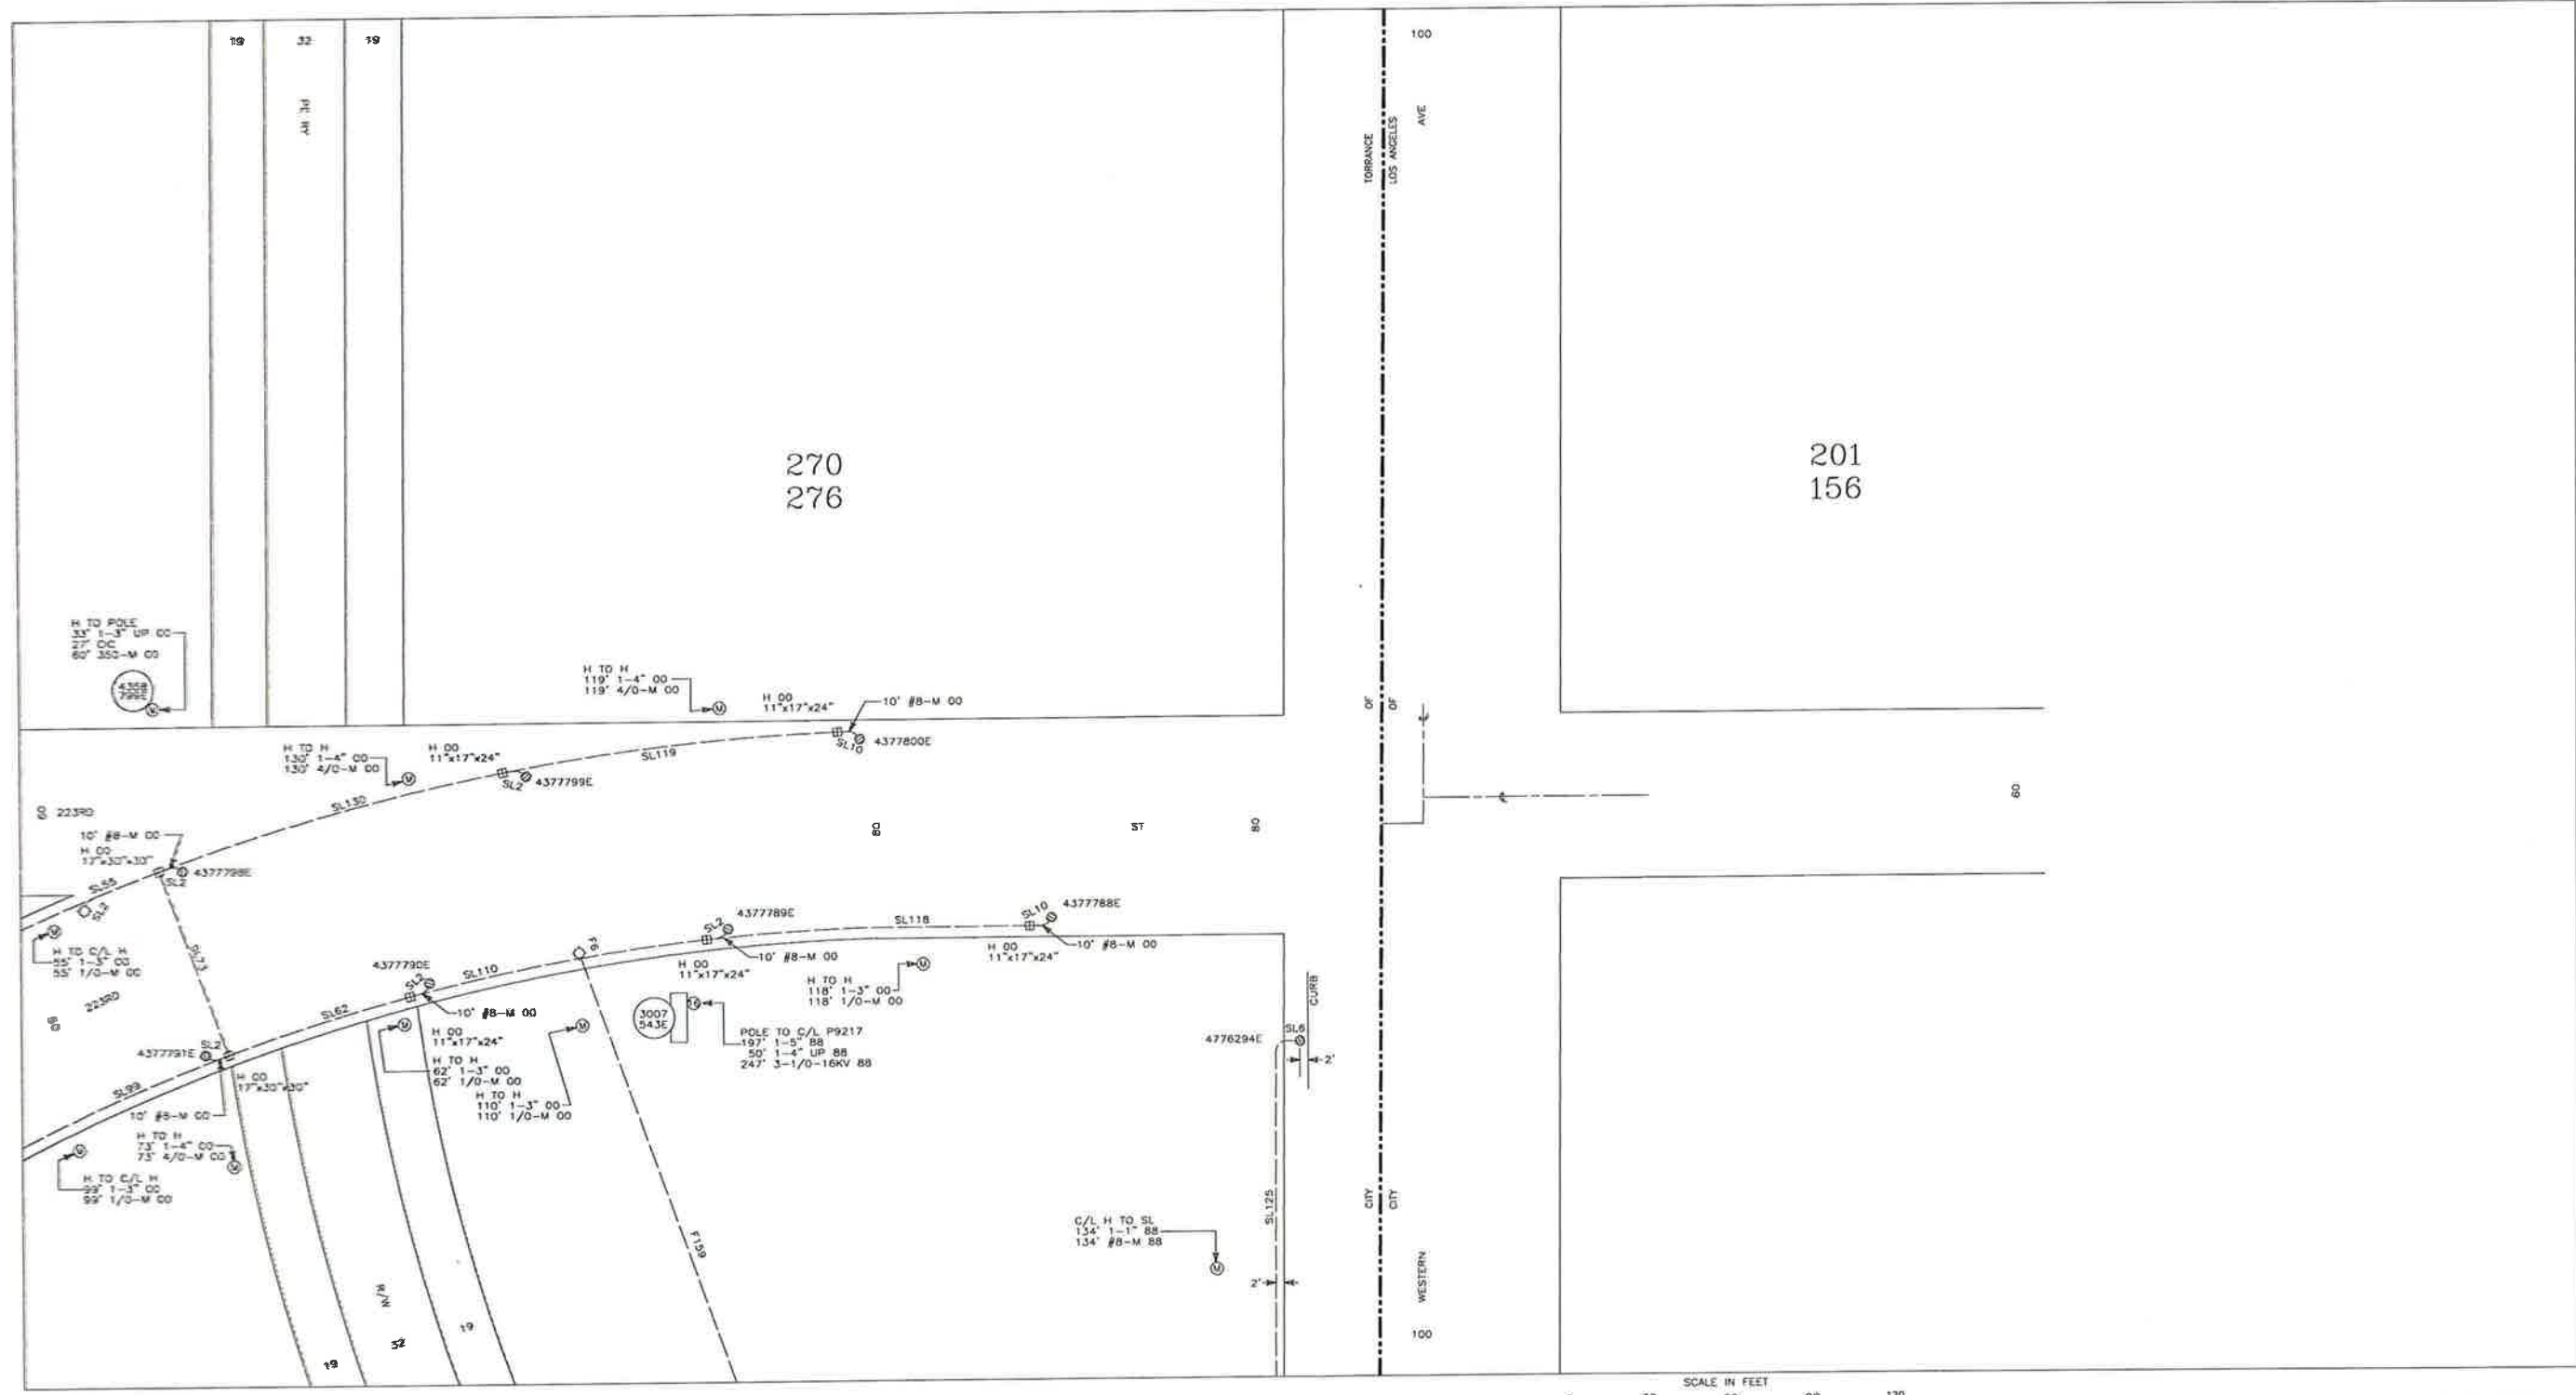 19
32
19
100
PE RY
AVE
TORRANCE
LOS ANGELES
270
276
201
156
H TO POLE
33' 1-3" UP 00
27' OC
60' 350-M 00
H TO H
119' 1-4" 00
119' 4/0-M 00
H 00
11"x17"x24"
10' #8-M 00
SL10
4377800E
OF
OF
H TO H
130' 1-4" 00
130' 4/0-M 00
H 00
11"x17"x24"
SL119
SL2
4377799E
SL130
60
223RD
10' #8-M 00
H 00
17"x30"x30"
SL2
4377798E
80
ST
80
60
SL55
SL2
H TO C/L H
55' 1-3" 00
55' 1/0-M 00
SL73
223RD
80
4377790E
SL2
SL110
F6
SL2
4377789E
SL118
SL10
4377788E
10' #8-M 00
H 00
11"x17"x24"
10' #8-M 00
H 00
11"x17"x24"
H TO H
118' 1-3" 00
118' 1/0-M 00
SL62
10' #8-M 00
H 00
11"x17"x24"
H TO H
62' 1-3" 00
62' 1/0-M 00
H TO H
110' 1-3" 00
110' 1/0-M 00
3007
543E
16
POLE TO C/L P9217
197' 1-5" 88
50' 1-4" UP 88
247' 3-1/0-16KV 88
CURB
SL6
4776294E
2'
4377791E
SL2
H 00
17"x30"x30"
SL99
10' #8-M 00
H TO H
73' 1-4" 00
73' 4/0-M 00
H TO C/L H
99' 1-3" 00
99' 1/0-M 00
F159
C/L H TO SL
134' 1-1" 88
134' #8-M 88
SL125
2'
CITY
CITY
WESTERN
100
R/W
19
32
19
SCALE IN FEET